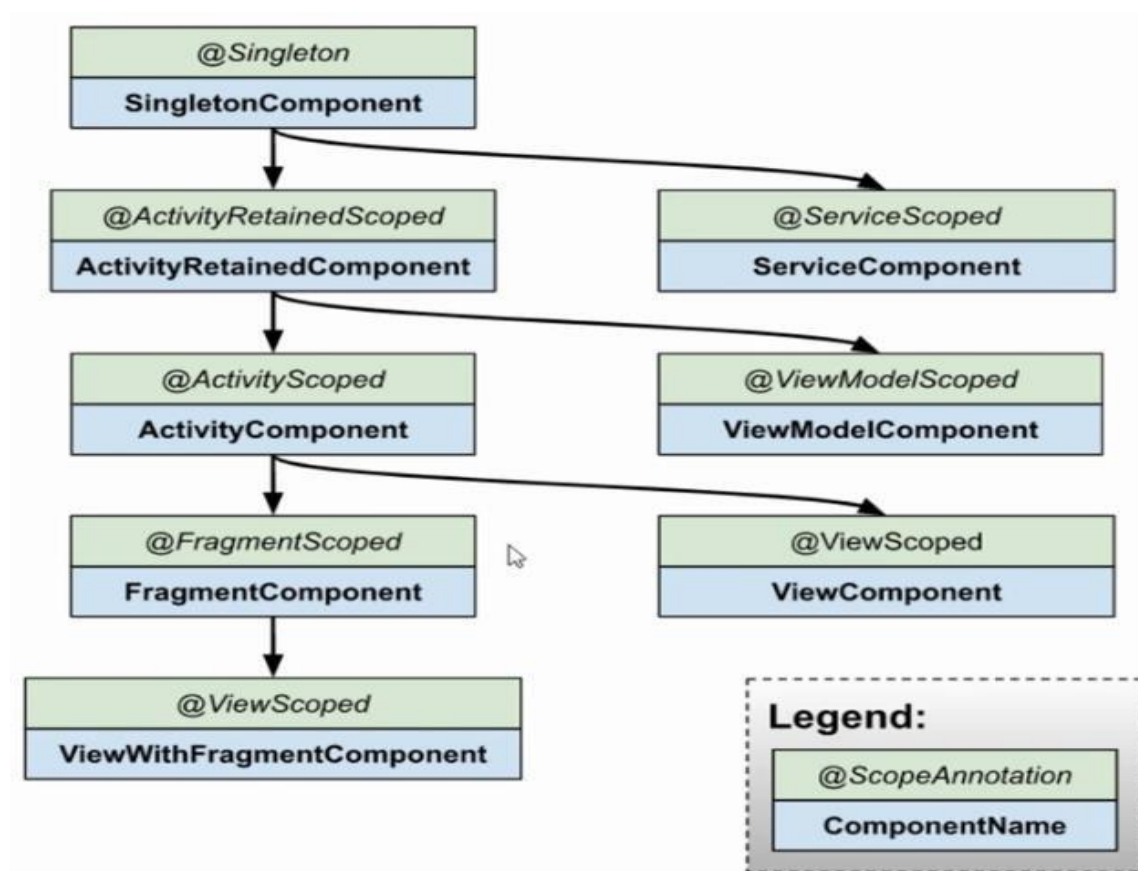 @Singleton
SingletonComponent
@ActivityRetainedScoped
ActivityRetainedComponent
@ServiceScoped
ServiceComponent
@ActivityScoped
ActivityComponent
@ViewModelScoped
ViewModelComponent
@FragmentScoped
FragmentComponent
@ViewScoped
ViewComponent
@ViewScoped
ViewWithFragmentComponent
Legend:
@ScopeAnnotation
ComponentName